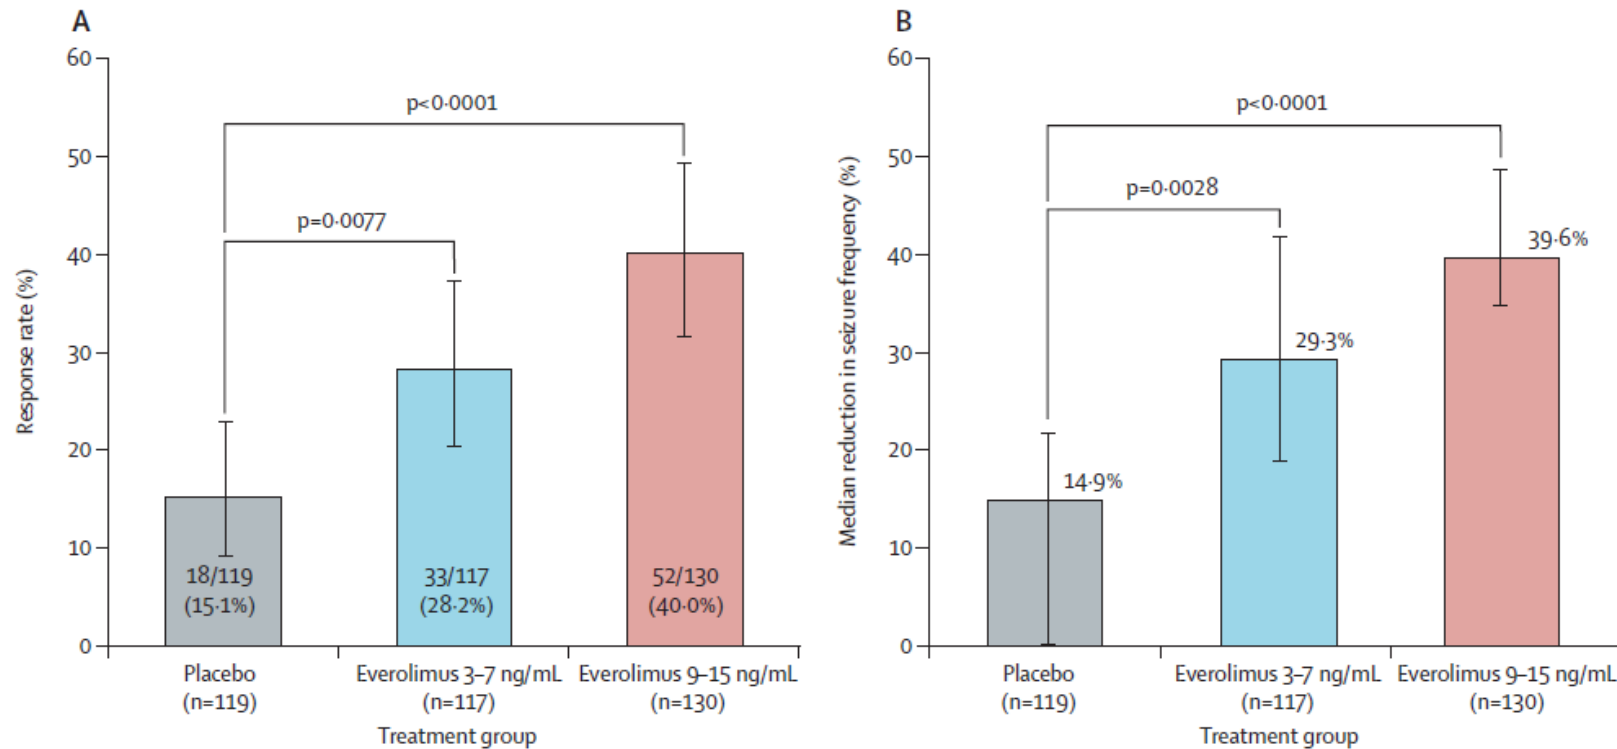 A
60
50
40
30
20
10
0
Response rate (%)
p<0·0001
p=0·0077
18/119
(15·1%)
33/117
(28·2%)
52/130
(40·0%)
Placebo
(n=119)
Everolimus 3–7 ng/mL
(n=117)
Everolimus 9–15 ng/mL
(n=130)
Treatment group
B
60
50
40
30
20
10
0
Median reduction in seizure frequency (%)
p<0·0001
p=0·0028
14·9%
29·3%
39·6%
Placebo
(n=119)
Everolimus 3–7 ng/mL
(n=117)
Everolimus 9–15 ng/mL
(n=130)
Treatment group